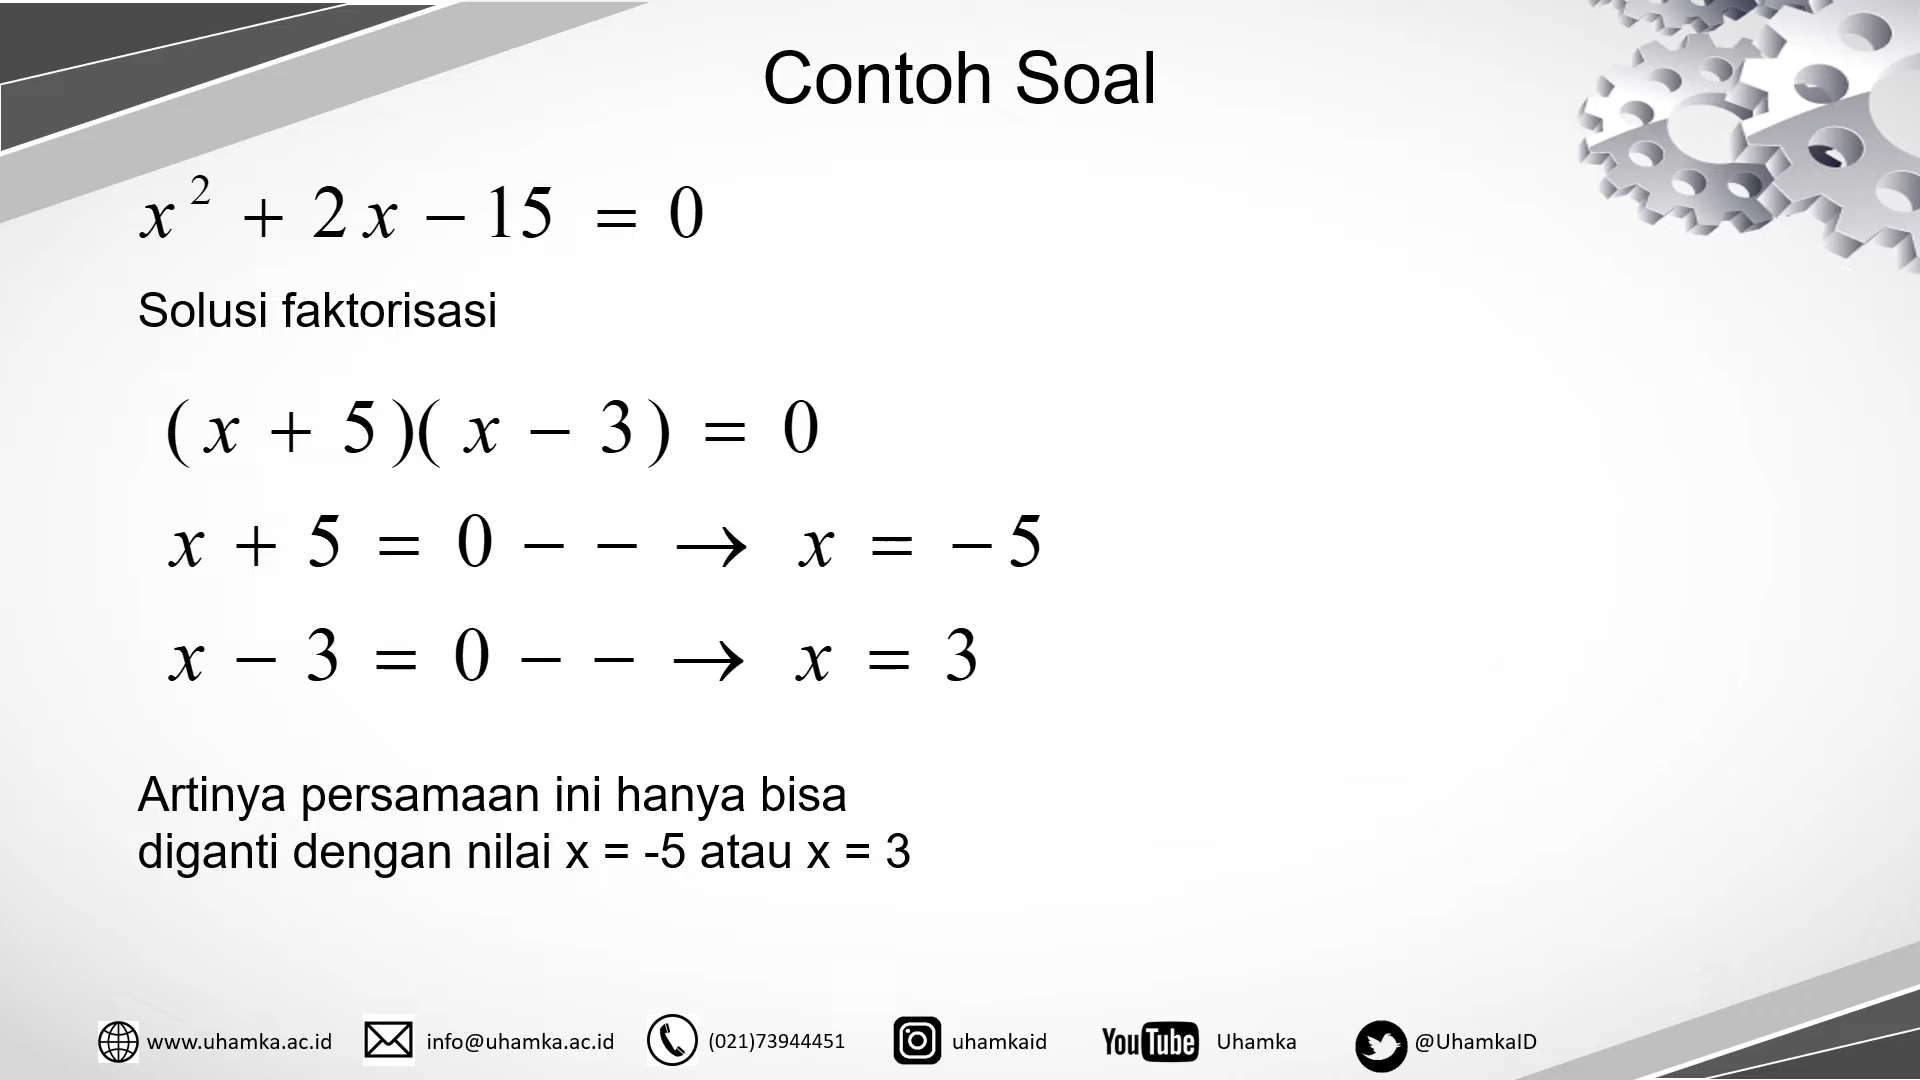 Contoh Soal
x² + 2x − 15 = 0
Solusi faktorisasi
(x + 5)(x − 3) = 0
x + 5 = 0 − − → x = −5
x − 3 = 0 − − → x = 3
Artinya persamaan ini hanya bisa
diganti dengan nilai x = -5 atau x = 3
www.uhamka.ac.id info@uhamka.ac.id (021)73944451 uhamkaid YouTube Uhamka @UhamkaID